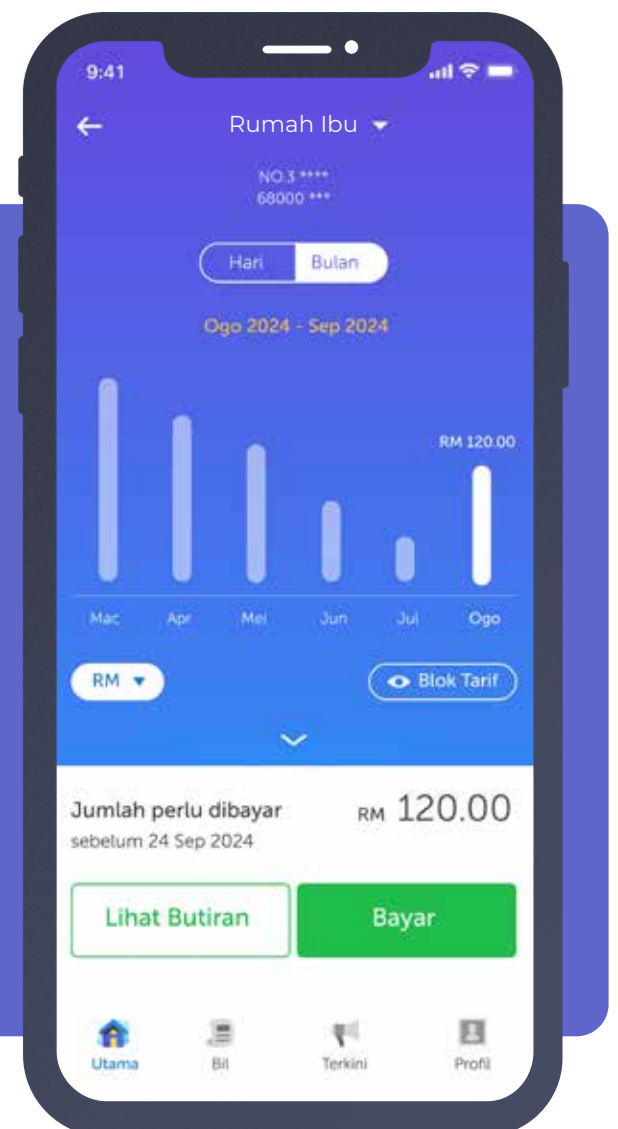 9:41
Rumah Ibu
NO.3 ****
68000 ***
Hari Bulan
Ogo 2024 - Sep 2024
RM 120.00
Mac Apr Mei Jun Jul Ogo
RM Blok Tarif
Jumlah perlu dibayar RM 120.00
sebelum 24 Sep 2024
Lihat Butiran Bayar
Utama Bil Terkini Profil